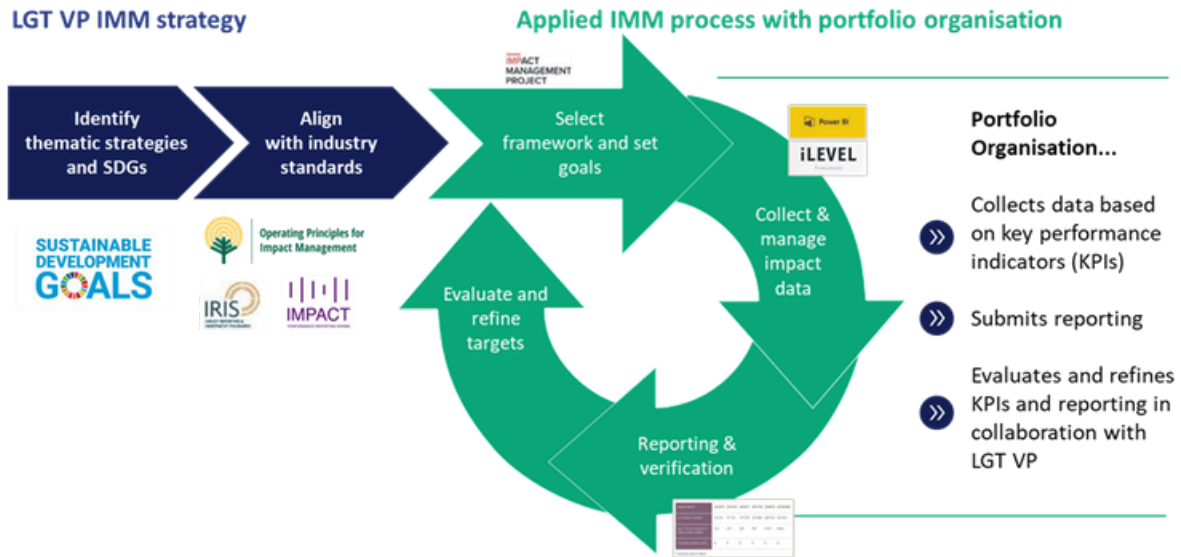 LGT VP IMM strategy
Applied IMM process with portfolio organisation
Identify
thematic strategies
and SDGs
Align
with industry
standards
IMPACT
MANAGEMENT
PROJECT
Select
framework and set
goals
Power BI
iLEVEL
Collect &
manage
impact
data
Reporting &
verification
Evaluate and
refine
targets
SUSTAINABLE
DEVELOPMENT
GOALS
Operating Principles for
Impact Management
IRIS
IMPACT
Portfolio
Organisation...
Collects data based
on key performance
indicators (KPIs)
Submits reporting
Evaluates and refines
KPIs and reporting in
collaboration with
LGT VP